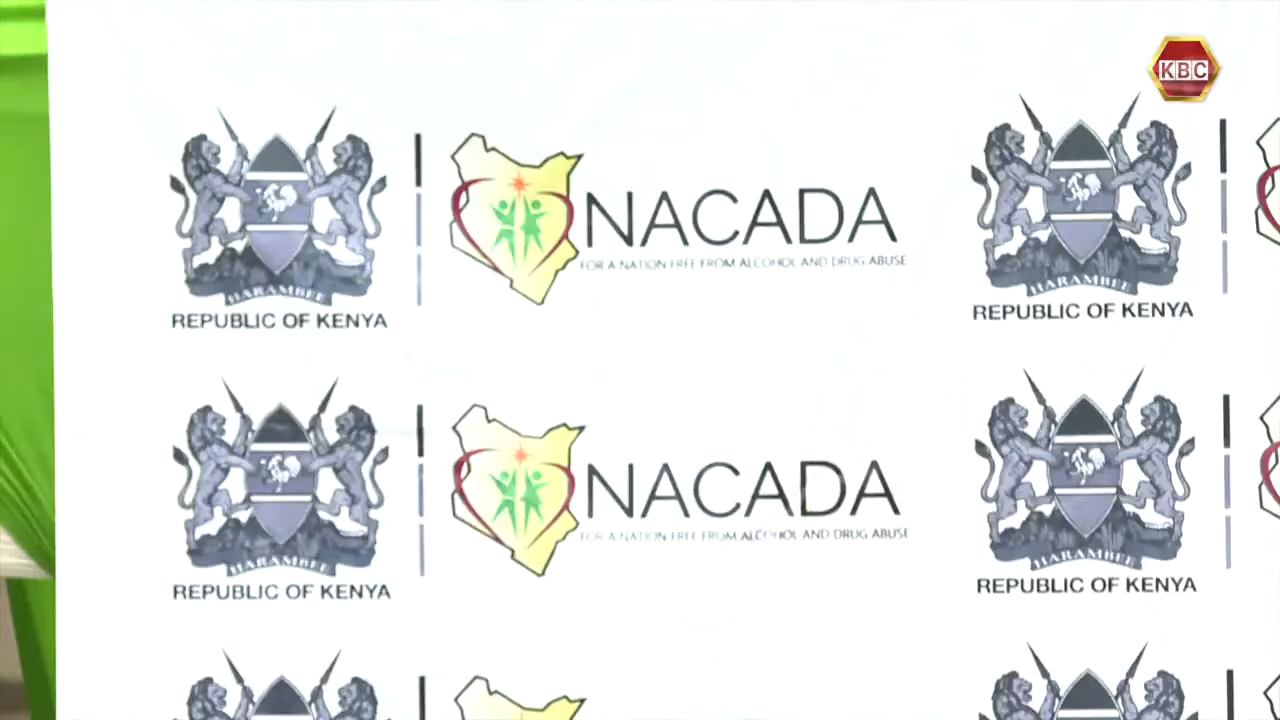 KBC
NACADA
FOR A NATION FREE FROM ALCOHOL AND DRUG ABUSE
HARAMBEE
REPUBLIC OF KENYA
HARAMBEE
REPUBLIC OF KENYA
NACADA
FOR A NATION FREE FROM ALCOHOL AND DRUG ABUSE
HARAMBEE
REPUBLIC OF KENYA
HARAMBEE
REPUBLIC OF KENYA